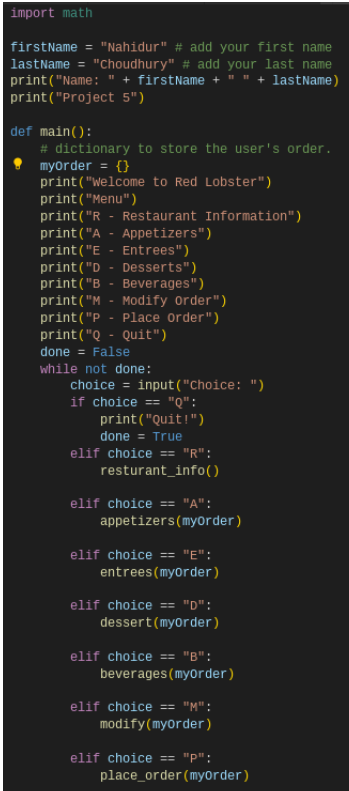 import math
firstName = "Nahidur" # add your first name
lastName = "Choudhury" # add your last name
print("Name: " + firstName + " " + lastName)
print("Project 5")
def main():
    # dictionary to store the user's order.
    myOrder = {}
    print("Welcome to Red Lobster")
    print("Menu")
    print("R - Restaurant Information")
    print("A - Appetizers")
    print("E - Entrees")
    print("D - Desserts")
    print("B - Beverages")
    print("M - Modify Order")
    print("P - Place Order")
    print("Q - Quit")
    done = False
    while not done:
        choice = input("Choice: ")
        if choice == "Q":
            print("Quit!")
            done = True
        elif choice == "R":
            resturant_info()
        elif choice == "A":
            appetizers(myOrder)
        elif choice == "E":
            entrees(myOrder)
        elif choice == "D":
            dessert(myOrder)
        elif choice == "B":
            beverages(myOrder)
        elif choice == "M":
            modify(myOrder)
        elif choice == "P":
            place_order(myOrder)